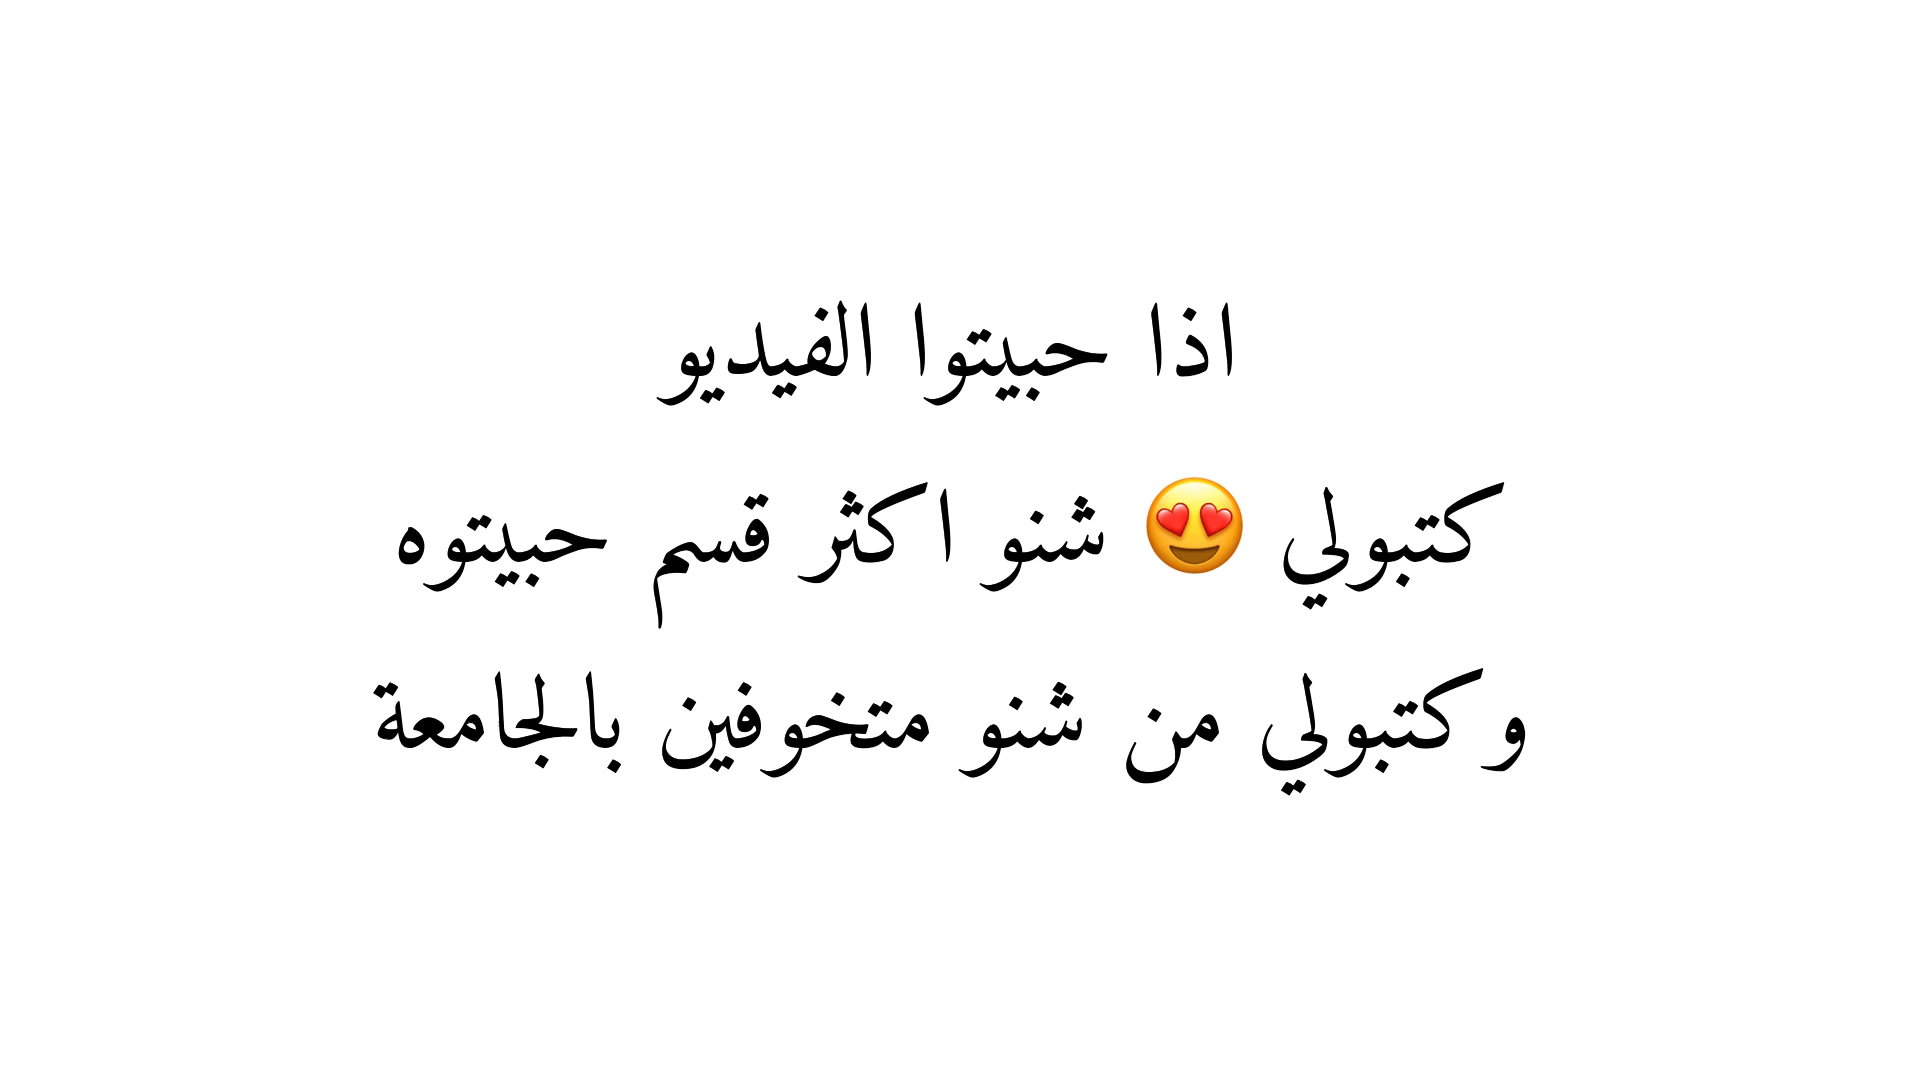 اذا حبيتوا الفيديو
كتبولي 😍 شنو اكثر قسم حبيتوه
وكتبولي من شنو متخوفين بالجامعة